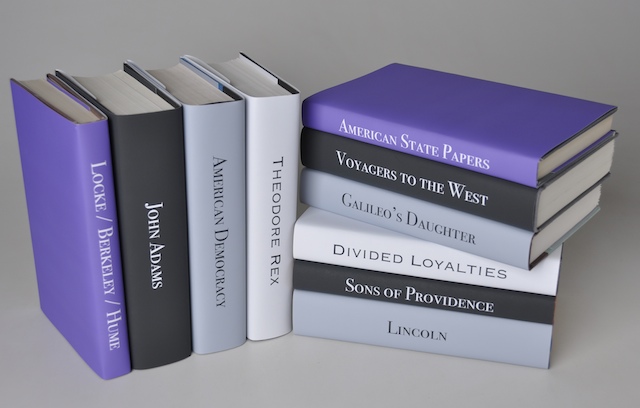 Locke / Berkeley / Hume
John Adams
American Democracy
Theodore Rex
American State Papers
Voyagers to the West
Galileo's Daughter
Divided Loyalties
Sons of Providence
Lincoln